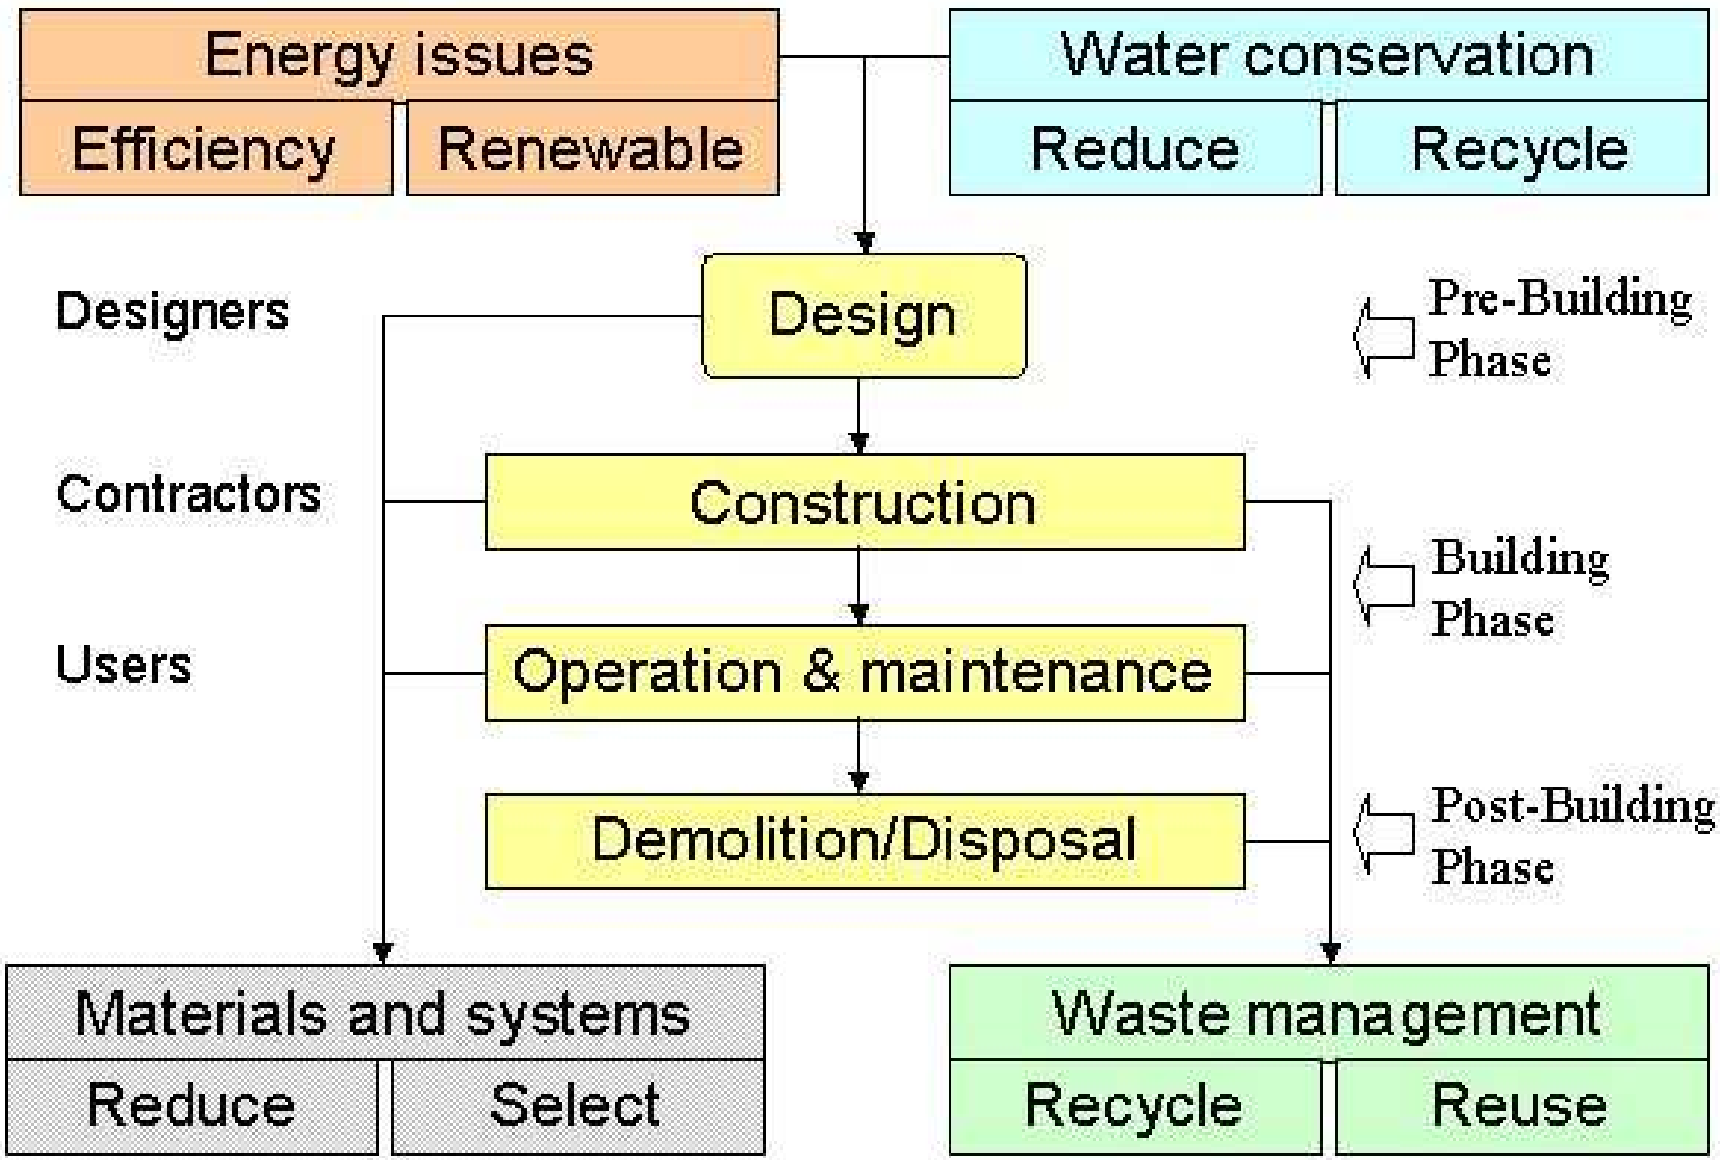 Energy issues
Water conservation
Efficiency
Renewable
Reduce
Recycle
Designers
Design
Pre-Building
Phase
Contractors
Construction
Building
Phase
Users
Operation & maintenance
Demolition/Disposal
Post-Building
Phase
Materials and systems
Waste management
Reduce
Select
Recycle
Reuse